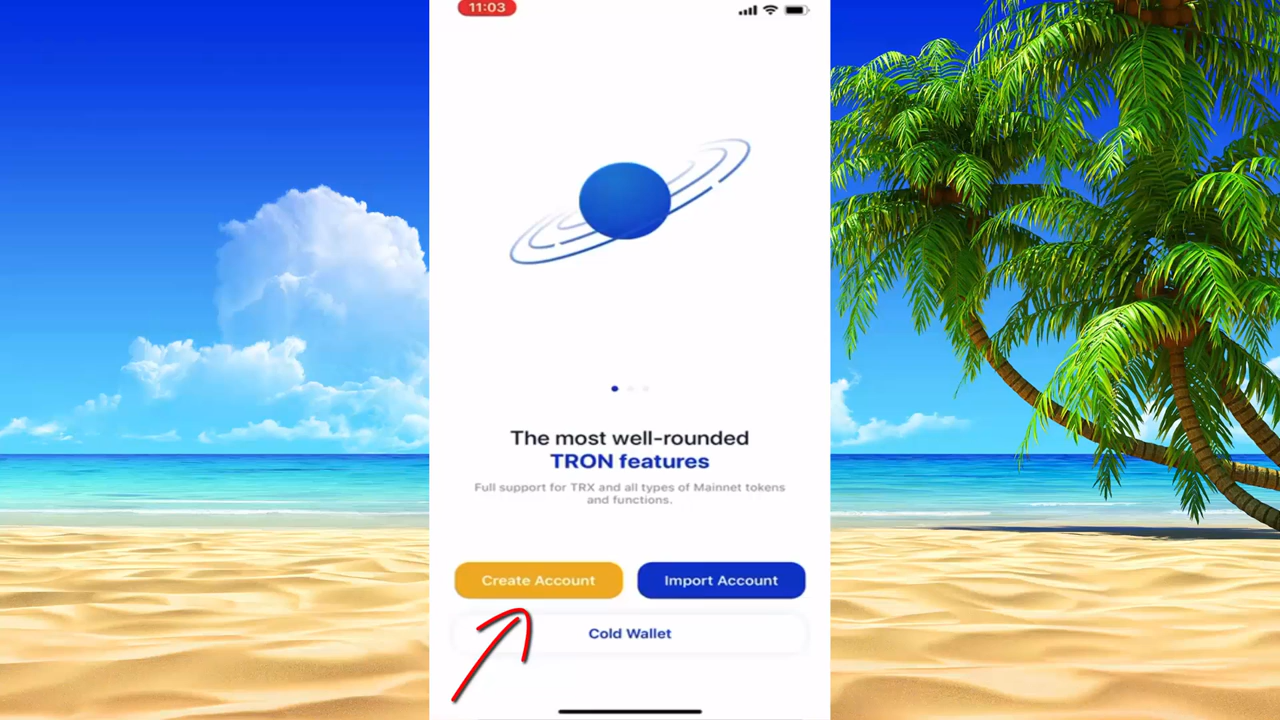 11:03
The most well-rounded
TRON features
Full support for TRX and all types of Mainnet tokens
and functions.
Create Account
Import Account
Cold Wallet